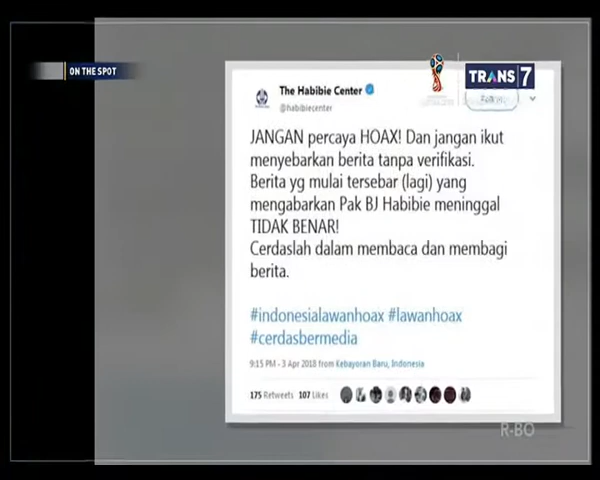 ON THE SPOT
TRANS 7
The Habibie Center
@habibiecenter
JANGAN percaya HOAX! Dan jangan ikut
menyebarkan berita tanpa verifikasi.
Berita yg mulai tersebar (lagi) yang
mengabarkan Pak BJ Habibie meninggal
TIDAK BENAR!
Cerdaslah dalam membaca dan membagi
berita.
#indonesialawanhoax #lawanhoax
#cerdasbermedia
9:15 PM - 3 Apr 2018 from Kebayoran Baru, Indonesia
175 Retweets 107 Likes
R-BO